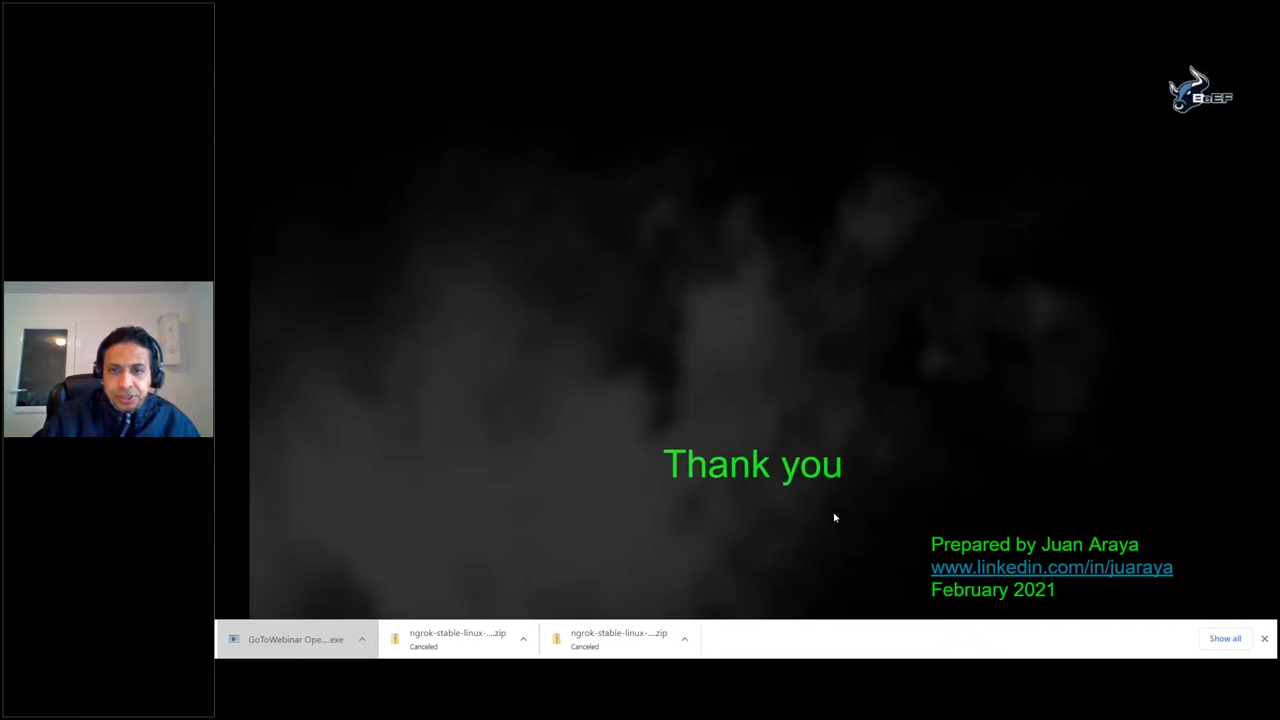 BeEF
Thank you
Prepared by Juan Araya
www.linkedin.com/in/juaraya
February 2021
GoToWebinar Ope....exe
ngrok-stable-linux-....zip
Canceled
ngrok-stable-linux-....zip
Canceled
Show all